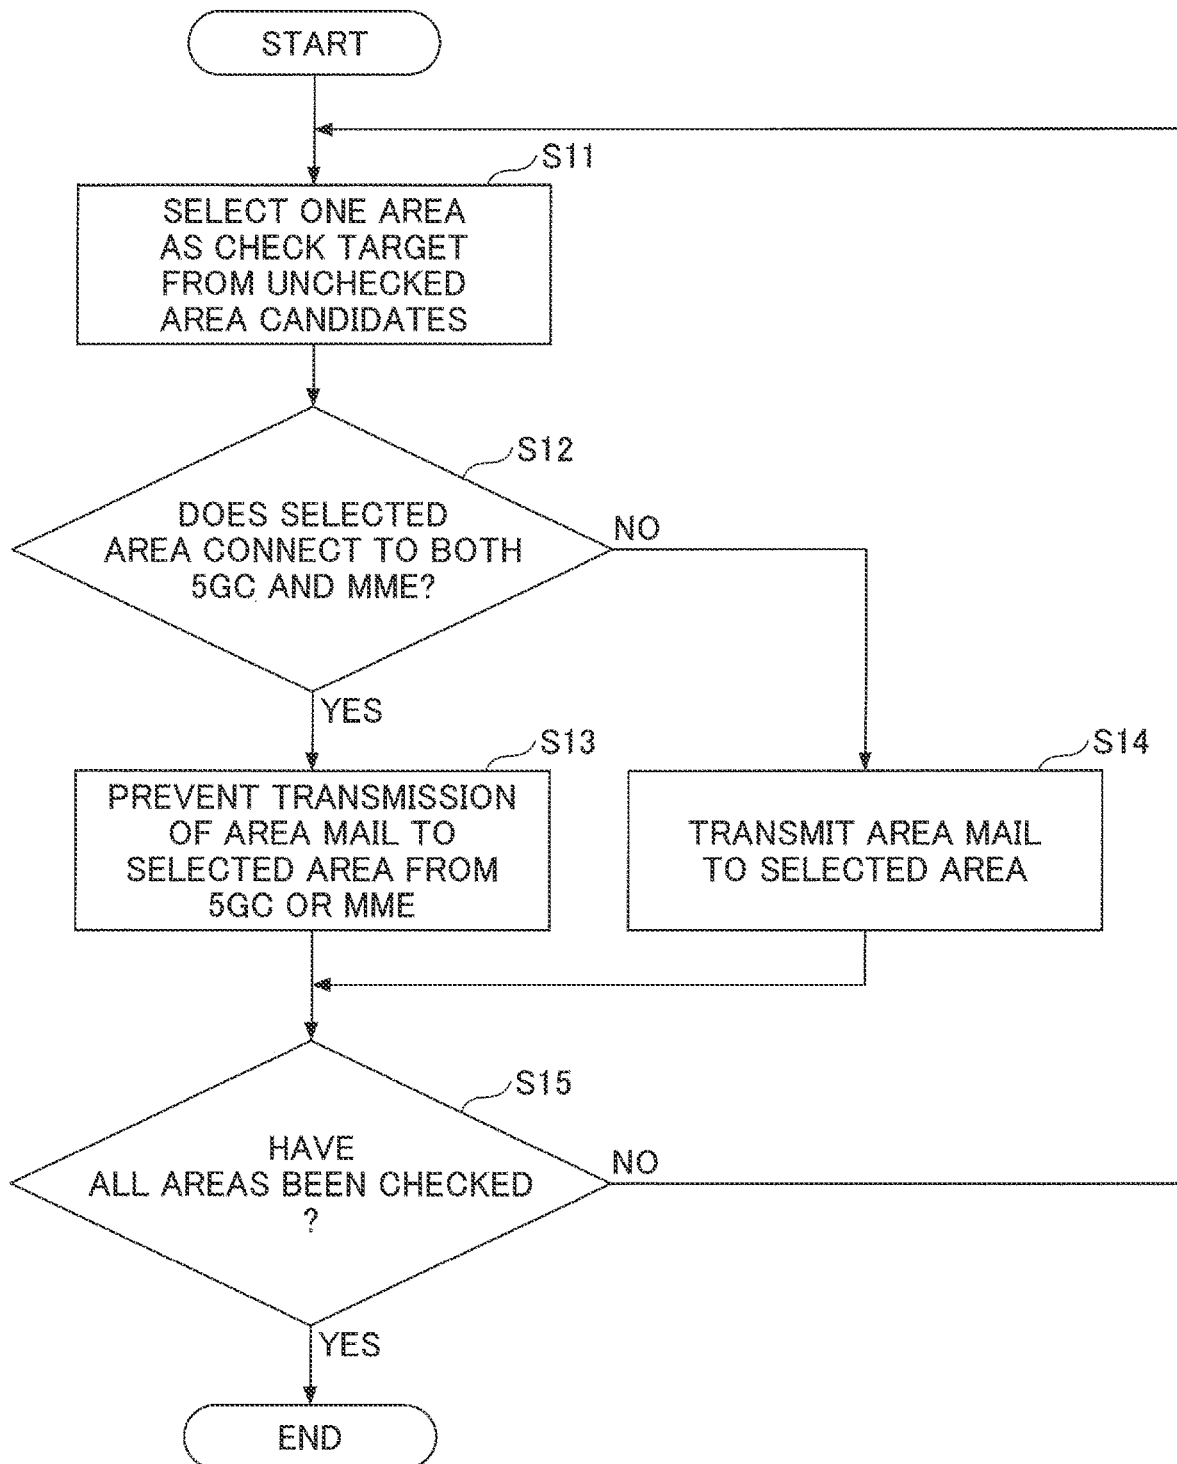 START
S11
SELECT ONE AREA
AS CHECK TARGET
FROM UNCHECKED
AREA CANDIDATES
S12
DOES SELECTED
AREA CONNECT TO BOTH
5GC AND MME?
NO
YES
S13
PREVENT TRANSMISSION
OF AREA MAIL TO
SELECTED AREA FROM
5GC OR MME
S14
TRANSMIT AREA MAIL
TO SELECTED AREA
S15
HAVE
ALL AREAS BEEN CHECKED
?
NO
YES
END